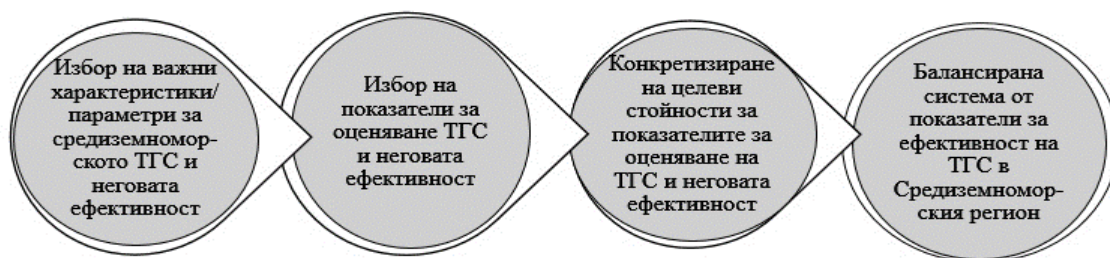 Избор на важни
характеристики/
параметри за
средиземномор-
ското ТГС и
неговата
ефективност
Избор на
показатели за
оценяване ТГС
и неговата
ефективност
Конкретизиране
на целеви
стойности за
показателите за
оценяване на
ТГС и неговата
ефективност
Балансирана
система от
показатели за
ефективност на
ТГС в
Средиземномор-
ския регион